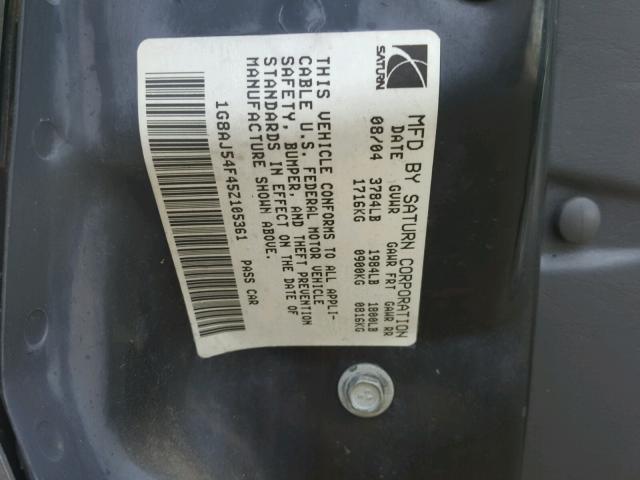 SATURN
MFD BY SATURN CORPORATION
DATE GVWR GAWR FRT GAWR RR
08/04 3784LB 1984LB 1800LB
1716KG 0900KG 0816KG
THIS VEHICLE CONFORMS TO ALL APPLI-
CABLE U.S. FEDERAL MOTOR VEHICLE
SAFETY, BUMPER, AND THEFT PREVENTION
STANDARDS IN EFFECT ON THE DATE OF
MANUFACTURE SHOWN ABOVE.
1G8AJ54F45Z105361 PASS CAR